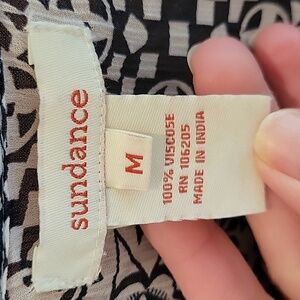 sundance
M
100% VISCOSE
RN 106205
MADE IN INDIA